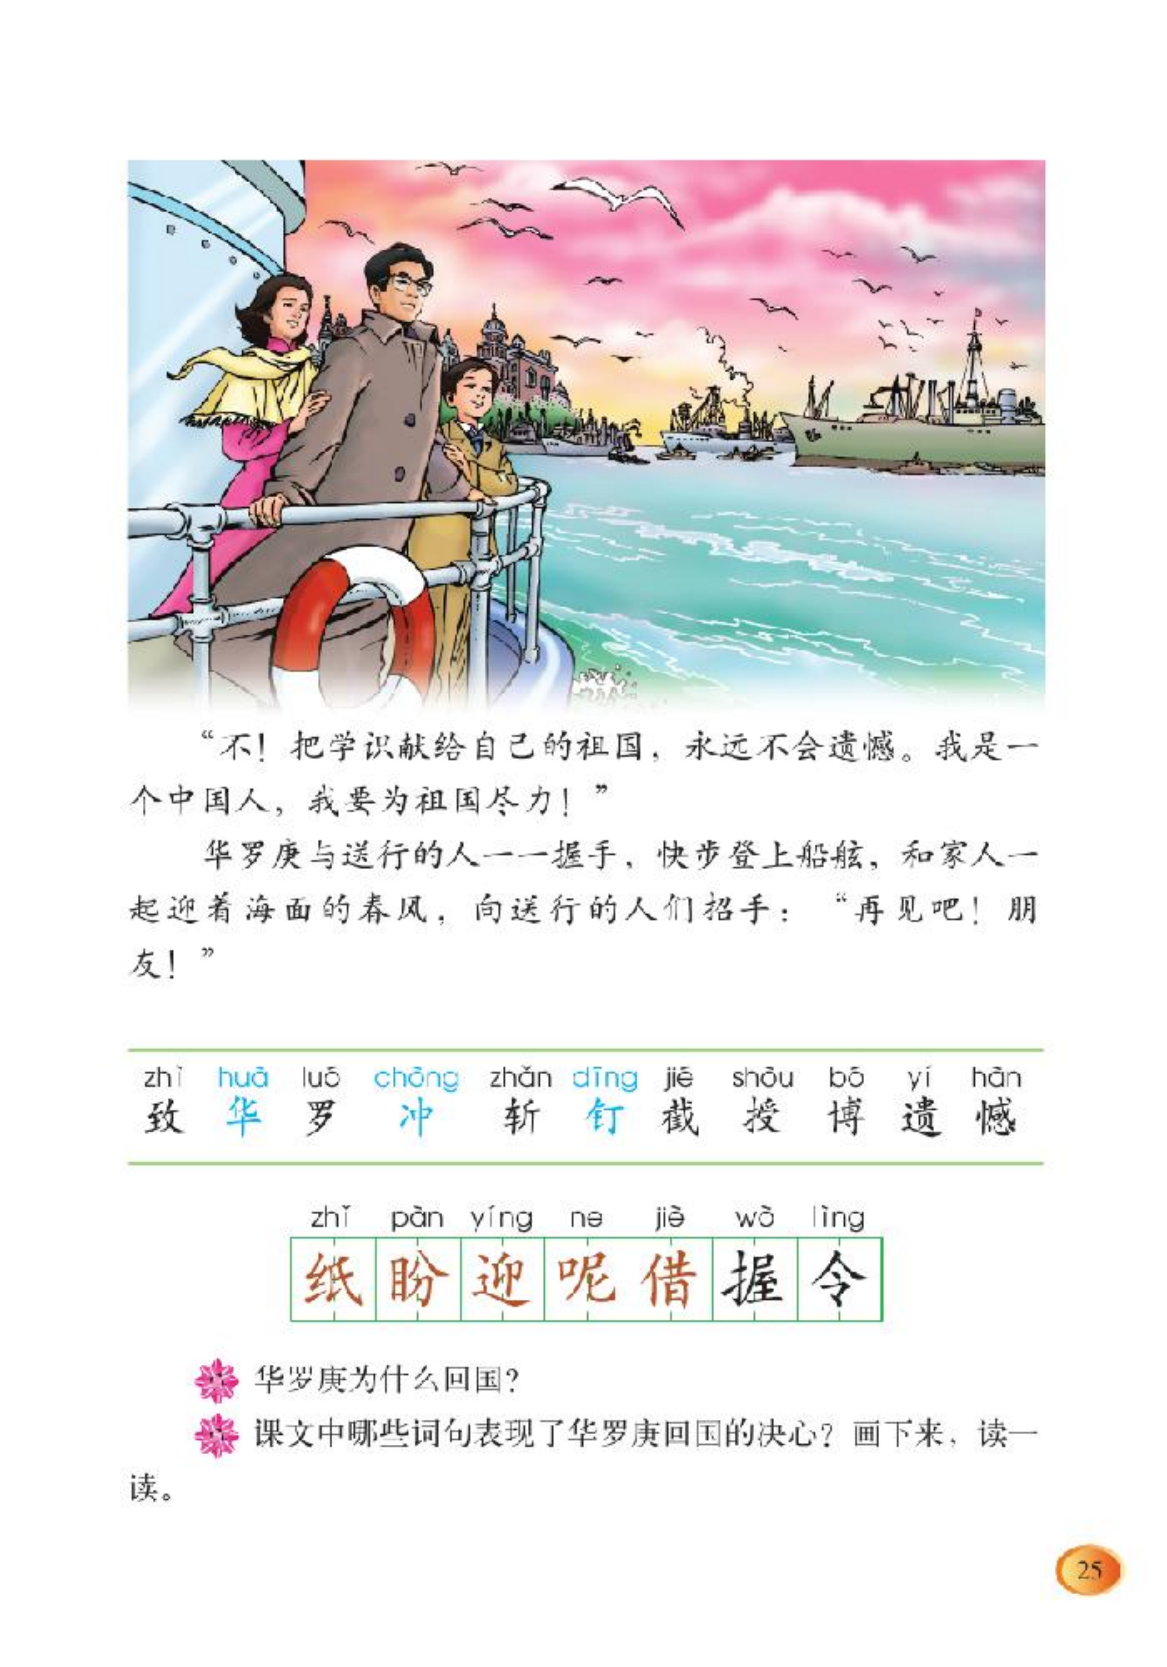 “不！把学识献给自己的祖国，永远不会遗憾。我是一
个中国人，我要为祖国尽力！”
华罗庚与送行的人一一握手，快步登上船舷，和家人一
起迎着海面的春风，向送行的人们招手：“再见吧！朋
友！”
zhì huà luó chōng zhǎn dīng jié shòu bó yí hàn
致 华 罗 冲 斩 钉 截 授 博 遗 憾
zhǐ pàn yíng ne jiè wò lìng
纸 盼 迎 呢 借 握 令
华罗庚为什么回国？
课文中哪些词句表现了华罗庚回国的决心？画下来，读一
读。
25